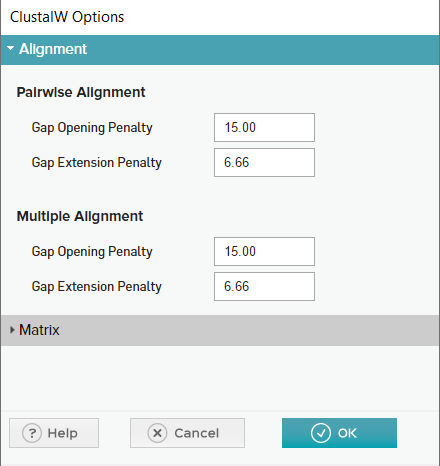 ClustalW Options
Alignment
Pairwise Alignment
Gap Opening Penalty 15.00
Gap Extension Penalty 6.66
Multiple Alignment
Gap Opening Penalty 15.00
Gap Extension Penalty 6.66
Matrix
? Help Cancel OK